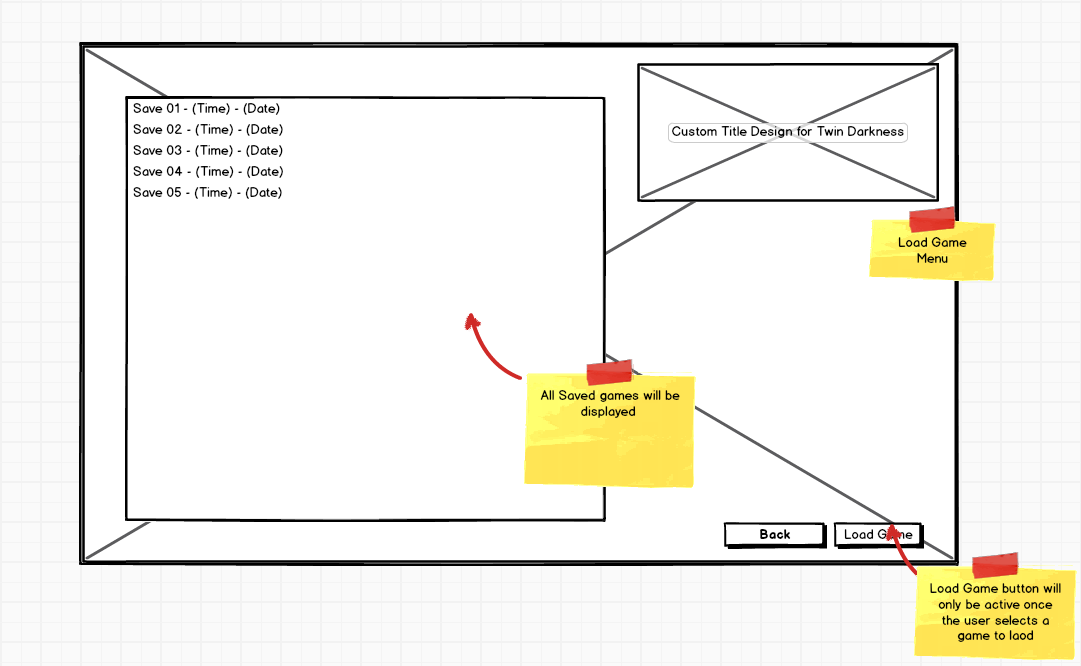 Save 01 - (Time) - (Date)
Save 02 - (Time) - (Date)
Save 03 - (Time) - (Date)
Save 04 - (Time) - (Date)
Save 05 - (Time) - (Date)
Custom Title Design for Twin Darkness
Load Game
Menu
All Saved games will be
displayed
Back
Load Game
Load Game button will
only be active once
the user selects a
game to laod